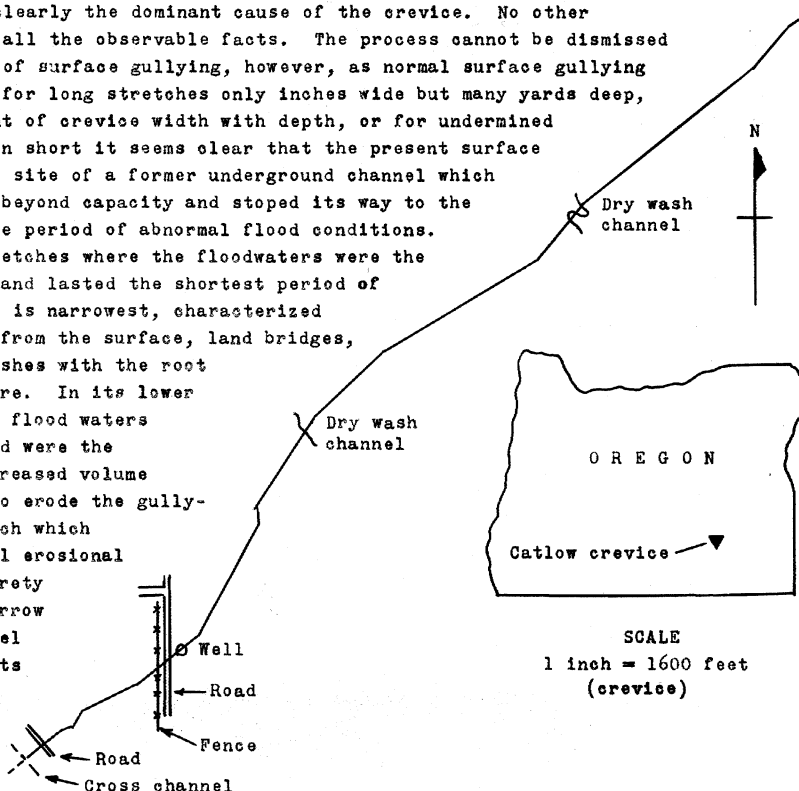 clearly the dominant cause of the crevice. No other
all the observable facts. The process cannot be dismissed
of surface gullying, however, as normal surface gullying
for long stretches only inches wide but many yards deep,
t of crevice width with depth, or for undermined
n short it seems clear that the present surface
site of a former underground channel which
beyond capacity and stoped its way to the
e period of abnormal flood conditions.
etches where the floodwaters were the
and lasted the shortest period of
is narrowest, characterized
from the surface, land bridges,
shes with the root
re. In its lower
flood waters
d were the
reased volume
o erode the gully-
ch which
l erosional
rety
rrow
el
ts
N
Dry wash
channel
Dry wash
channel
OREGON
Catlow crevice
SCALE
1 inch = 1600 feet
(crevice)
Well
Road
Fence
Road
Cross channel